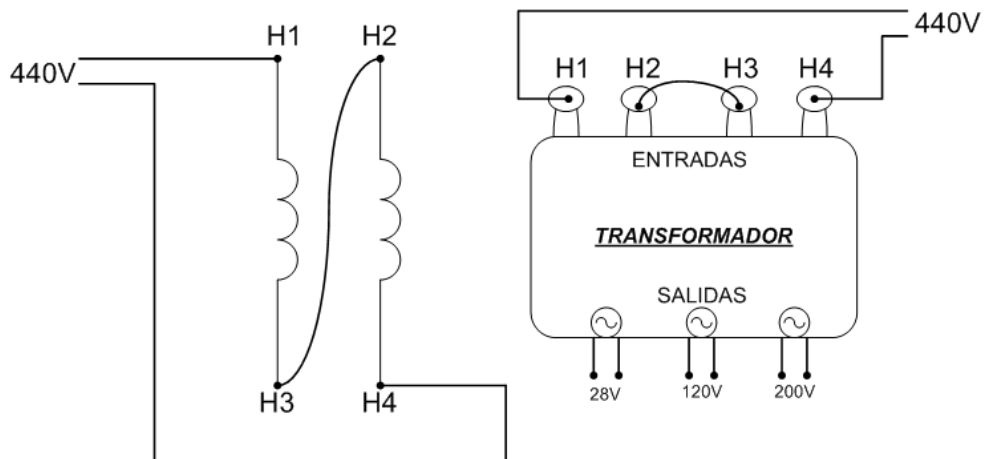 H1 H2
440V
H3 H4
440V
H1 H2 H3 H4
ENTRADAS
TRANSFORMADOR
SALIDAS
28V 120V 200V